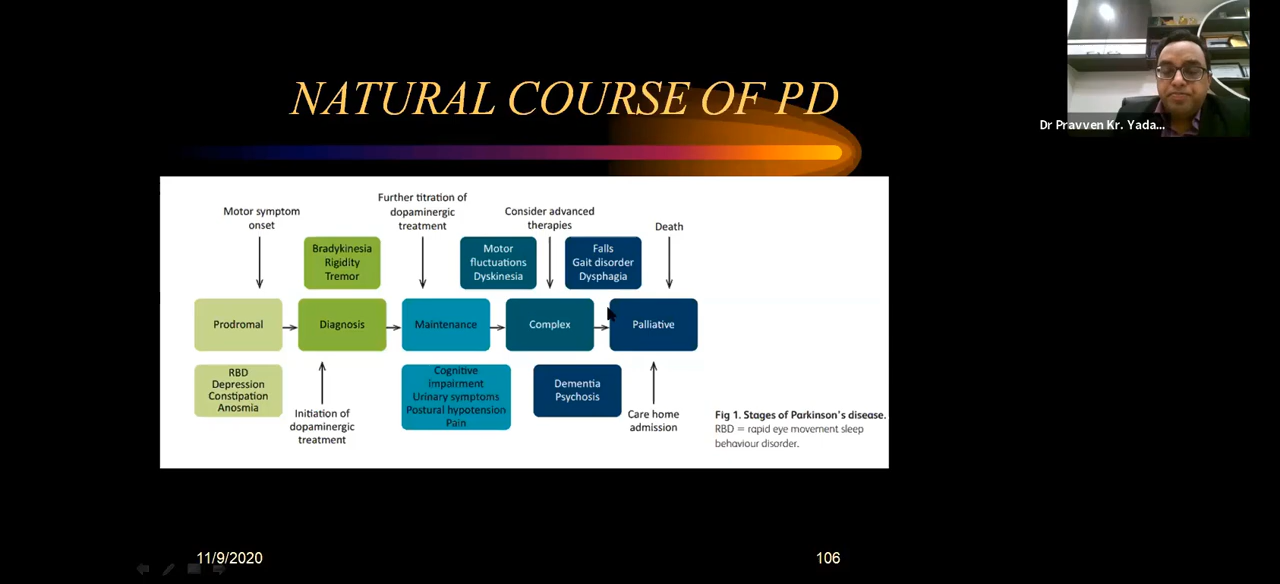 NATURAL COURSE OF PD
Dr Pravven Kr. Yada...
Motor symptom
onset
Further titration of
dopaminergic
treatment
Consider advanced
therapies
Death
Bradykinesia
Rigidity
Tremor
Motor
fluctuations
Dyskinesia
Falls
Gait disorder
Dysphagia
Prodromal
Diagnosis
Maintenance
Complex
Palliative
RBD
Depression
Constipation
Anosmia
Initiation of
dopaminergic
treatment
Cognitive
impairment
Urinary symptoms
Postural hypotension
Pain
Dementia
Psychosis
Care home
admission
Fig 1. Stages of Parkinson's disease.
RBD = rapid eye movement sleep
behaviour disorder.
11/9/2020
106